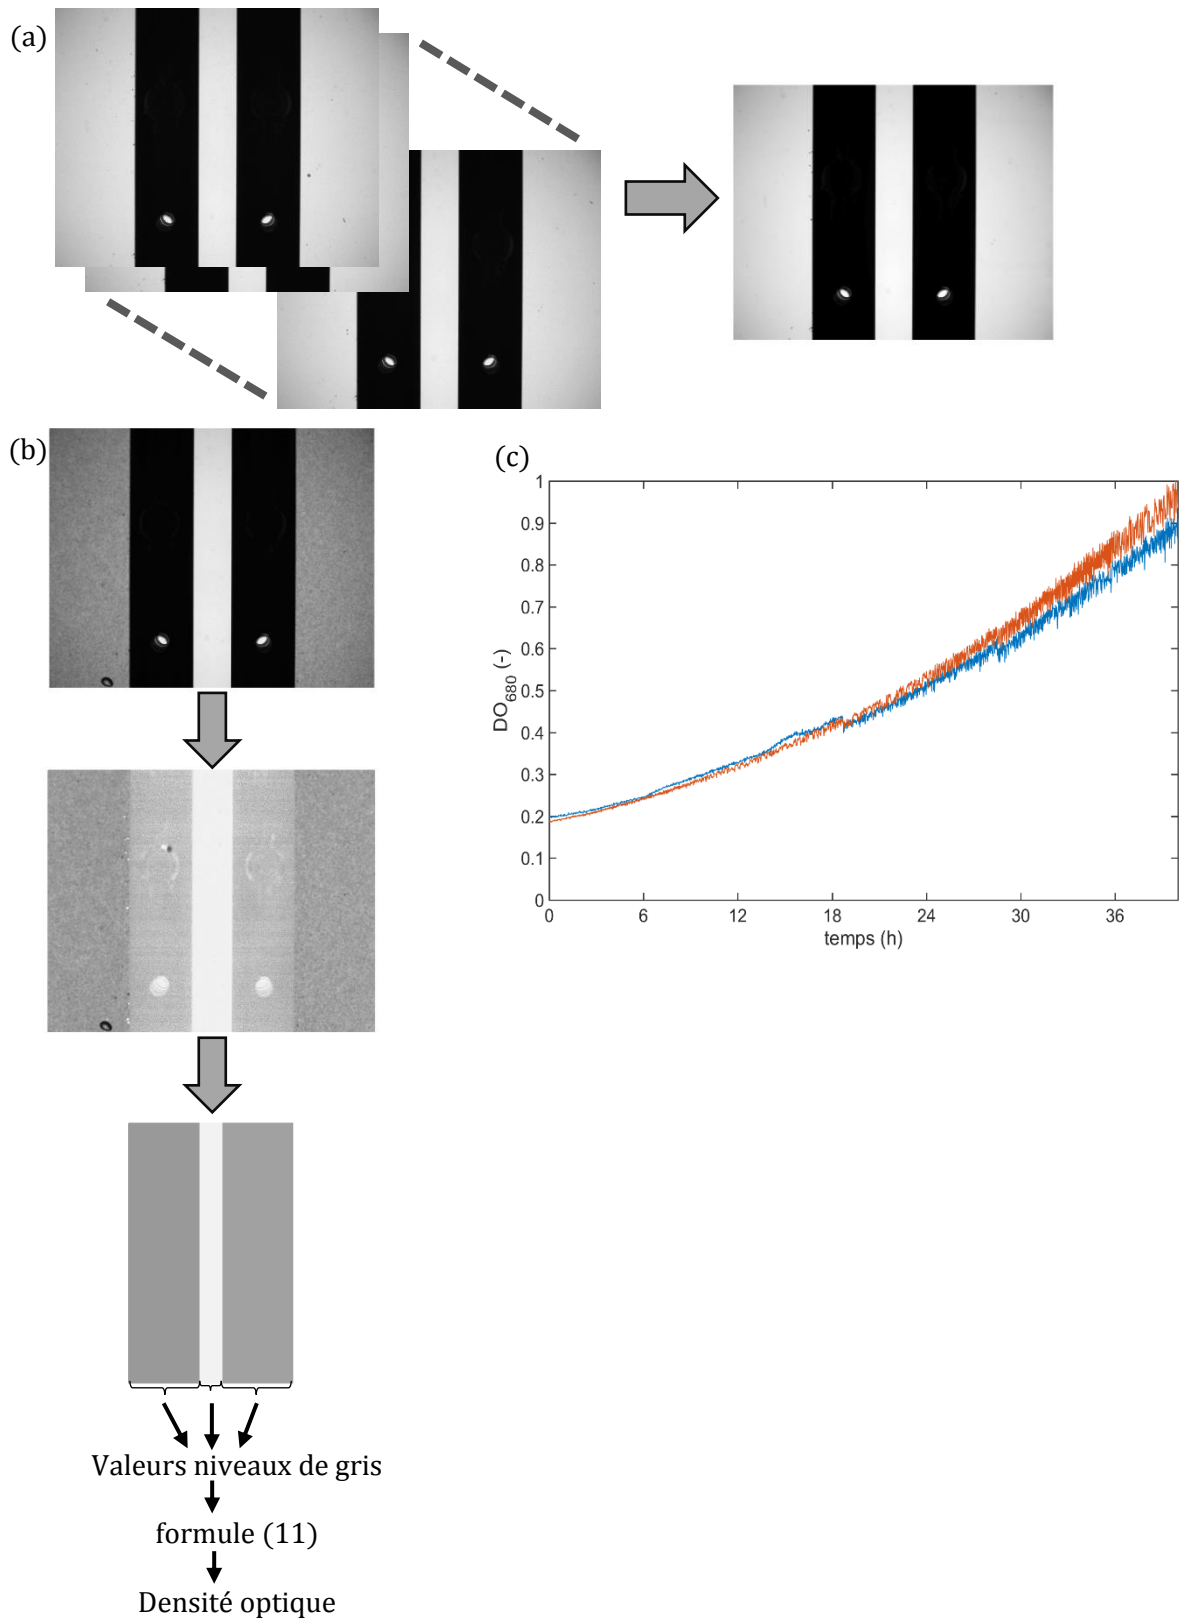 (a)
(b)
(c)
1
0.9
0.8
0.7
0.6
0.5
0.4
0.3
0.2
0.1
0
DO680 (-)
0 6 12 18 24 30 36
temps (h)
Valeurs niveaux de gris
formule (11)
Densité optique